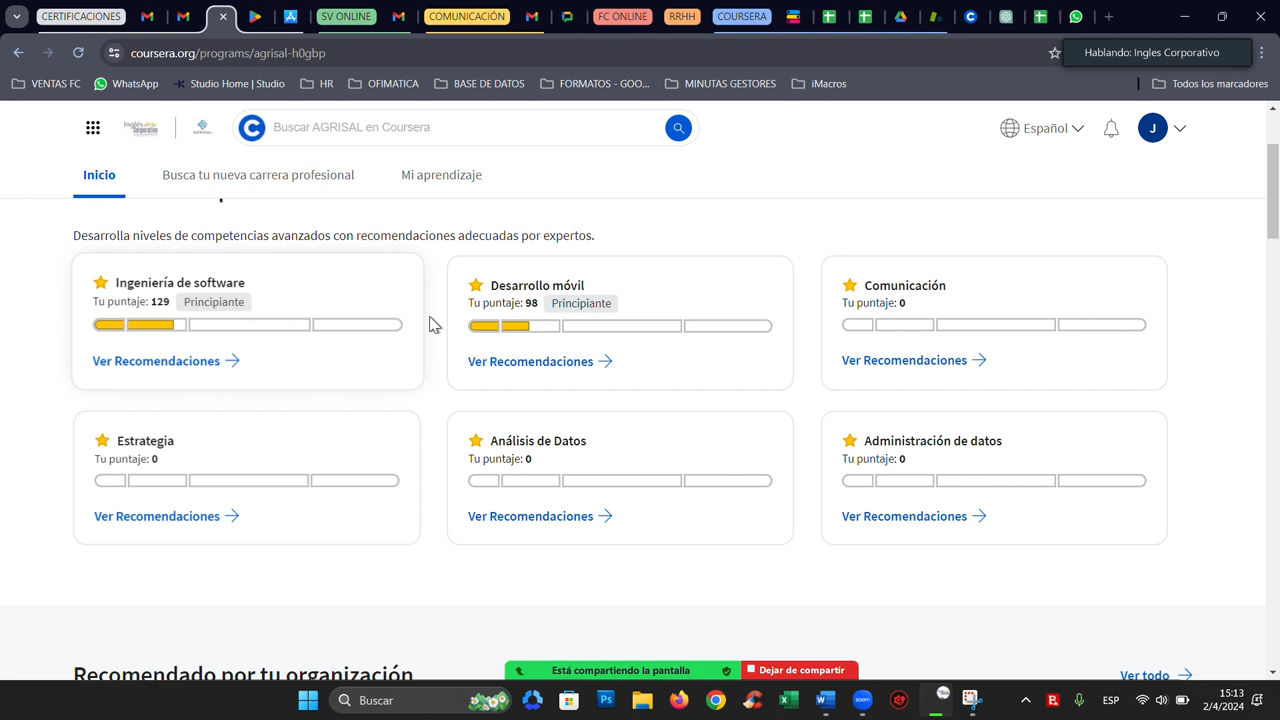 CERTIFICACIONES
SV ONLINE
COMUNICACIÓN
FC ONLINE
RRHH
COURSERA
coursera.org/programs/agrisal-h0gbp
Hablando: Ingles Corporativo
VENTAS FC
WhatsApp
Studio Home | Studio
HR
OFIMATICA
BASE DE DATOS
FORMATOS - GOO...
MINUTAS GESTORES
iMacros
Todos los marcadores
Inglés
Corporativo
AGRISAL
Buscar AGRISAL en Coursera
Español
J
Inicio
Busca tu nueva carrera profesional
Mi aprendizaje
Desarrolla niveles de competencias avanzados con recomendaciones adecuadas por expertos.
Ingeniería de software
Tu puntaje: 129 Principiante
Ver Recomendaciones
Desarrollo móvil
Tu puntaje: 98 Principiante
Ver Recomendaciones
Comunicación
Tu puntaje: 0
Ver Recomendaciones
Estrategia
Tu puntaje: 0
Ver Recomendaciones
Análisis de Datos
Tu puntaje: 0
Ver Recomendaciones
Administración de datos
Tu puntaje: 0
Ver Recomendaciones
Recomendado por tu organización
Ver todo
Está compartiendo la pantalla
Dejar de compartir
Buscar
ESP
15:13
2/4/2024